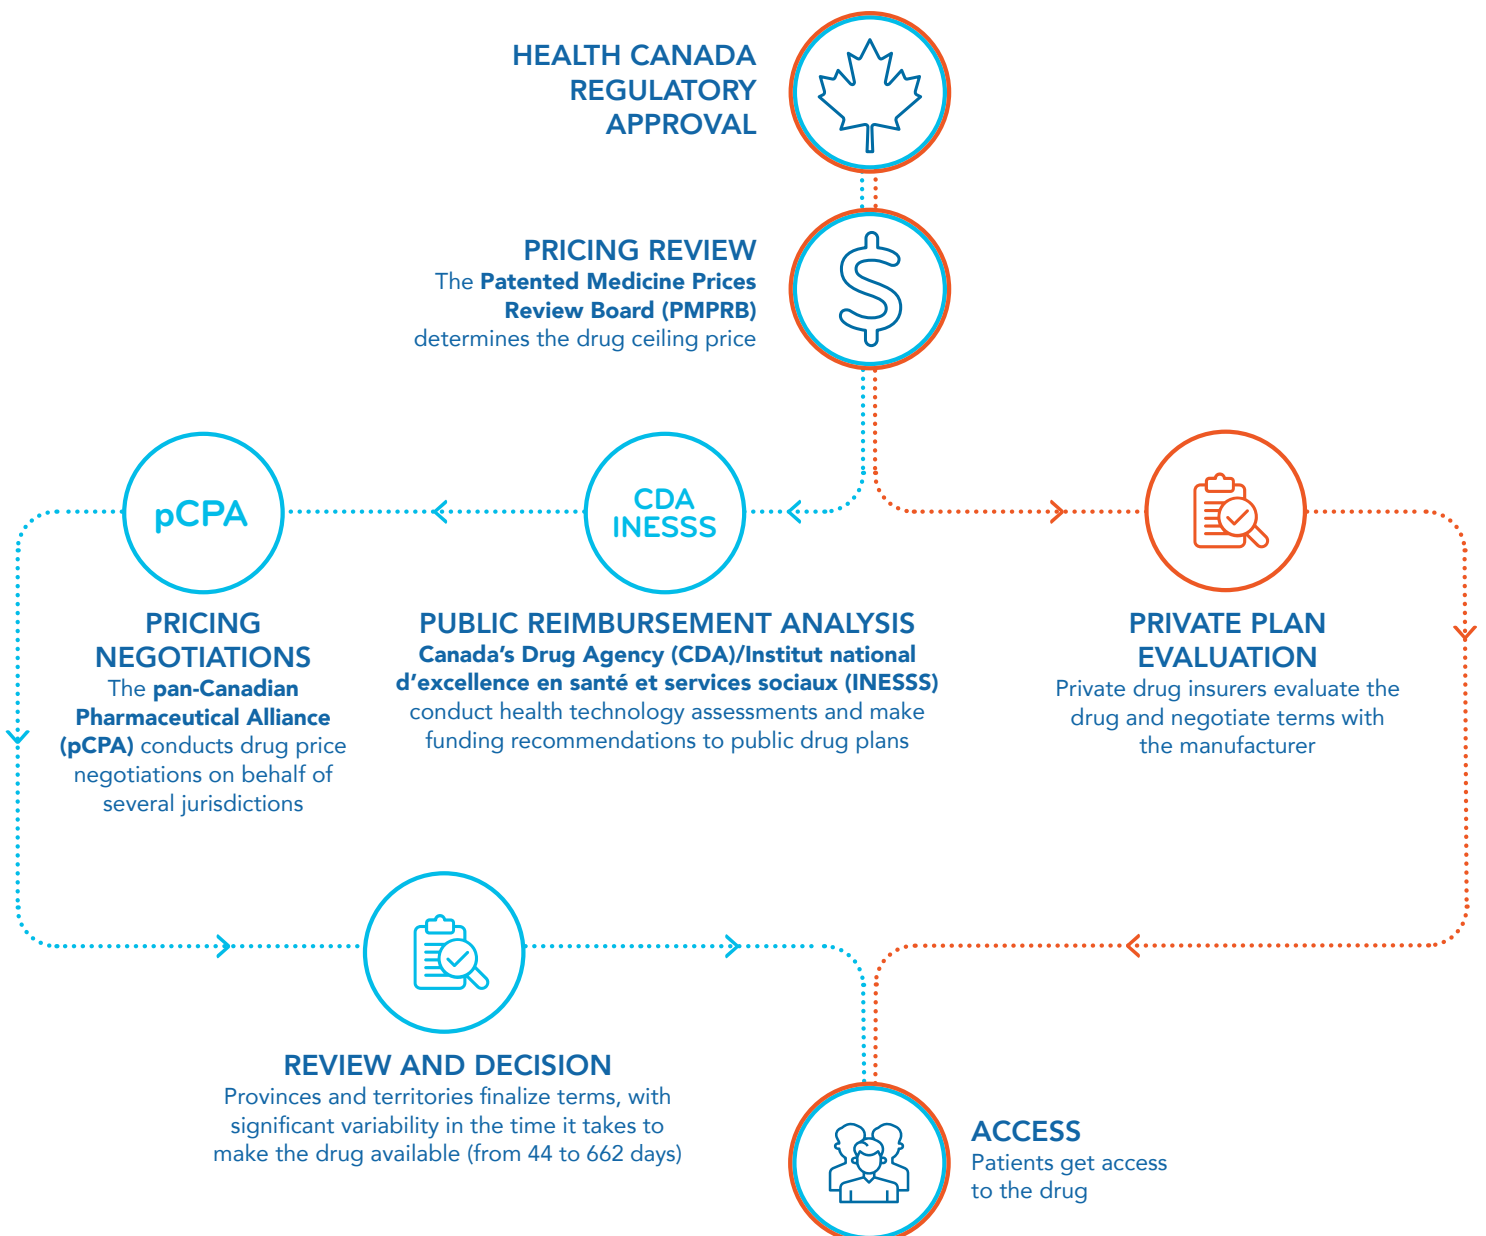 HEALTH CANADA
REGULATORY
APPROVAL
PRICING REVIEW
The Patented Medicine Prices
Review Board (PMPRB)
determines the drug ceiling price
pCPA
PRICING
NEGOTIATIONS
The pan-Canadian
Pharmaceutical Alliance
(pCPA) conducts drug price
negotiations on behalf of
several jurisdictions
CDA
INESSS
PUBLIC REIMBURSEMENT ANALYSIS
Canada’s Drug Agency (CDA)/Institut national
d’excellence en santé et services sociaux (INESSS)
conduct health technology assessments and make
funding recommendations to public drug plans
PRIVATE PLAN
EVALUATION
Private drug insurers evaluate the
drug and negotiate terms with
the manufacturer
REVIEW AND DECISION
Provinces and territories finalize terms, with
significant variability in the time it takes to
make the drug available (from 44 to 662 days)
ACCESS
Patients get access
to the drug